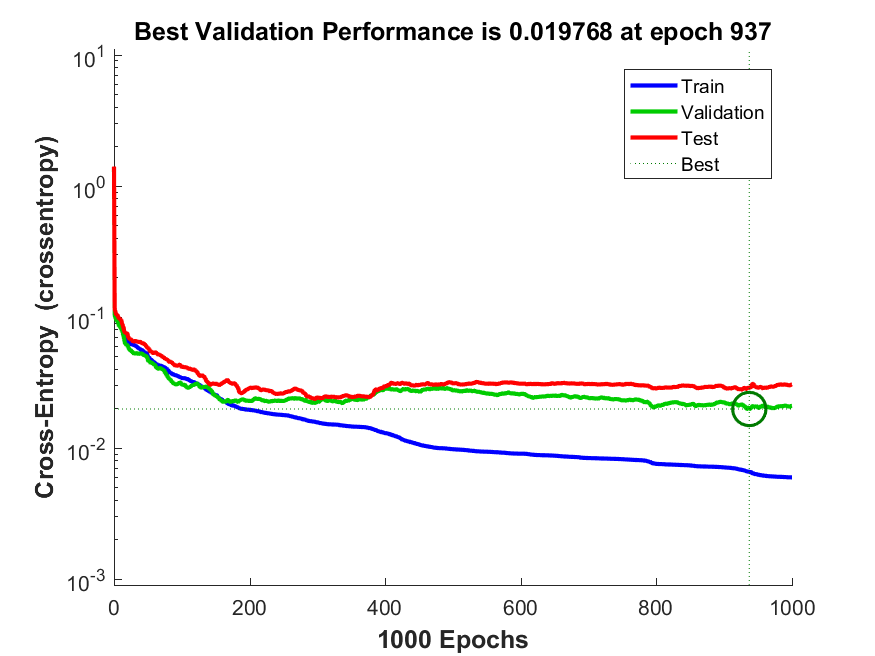 Best Validation Performance is 0.019768 at epoch 937
Cross-Entropy (crossentropy)
10^1
10^0
10^-1
10^-2
10^-3
Train
Validation
Test
Best
0 200 400 600 800 1000
1000 Epochs